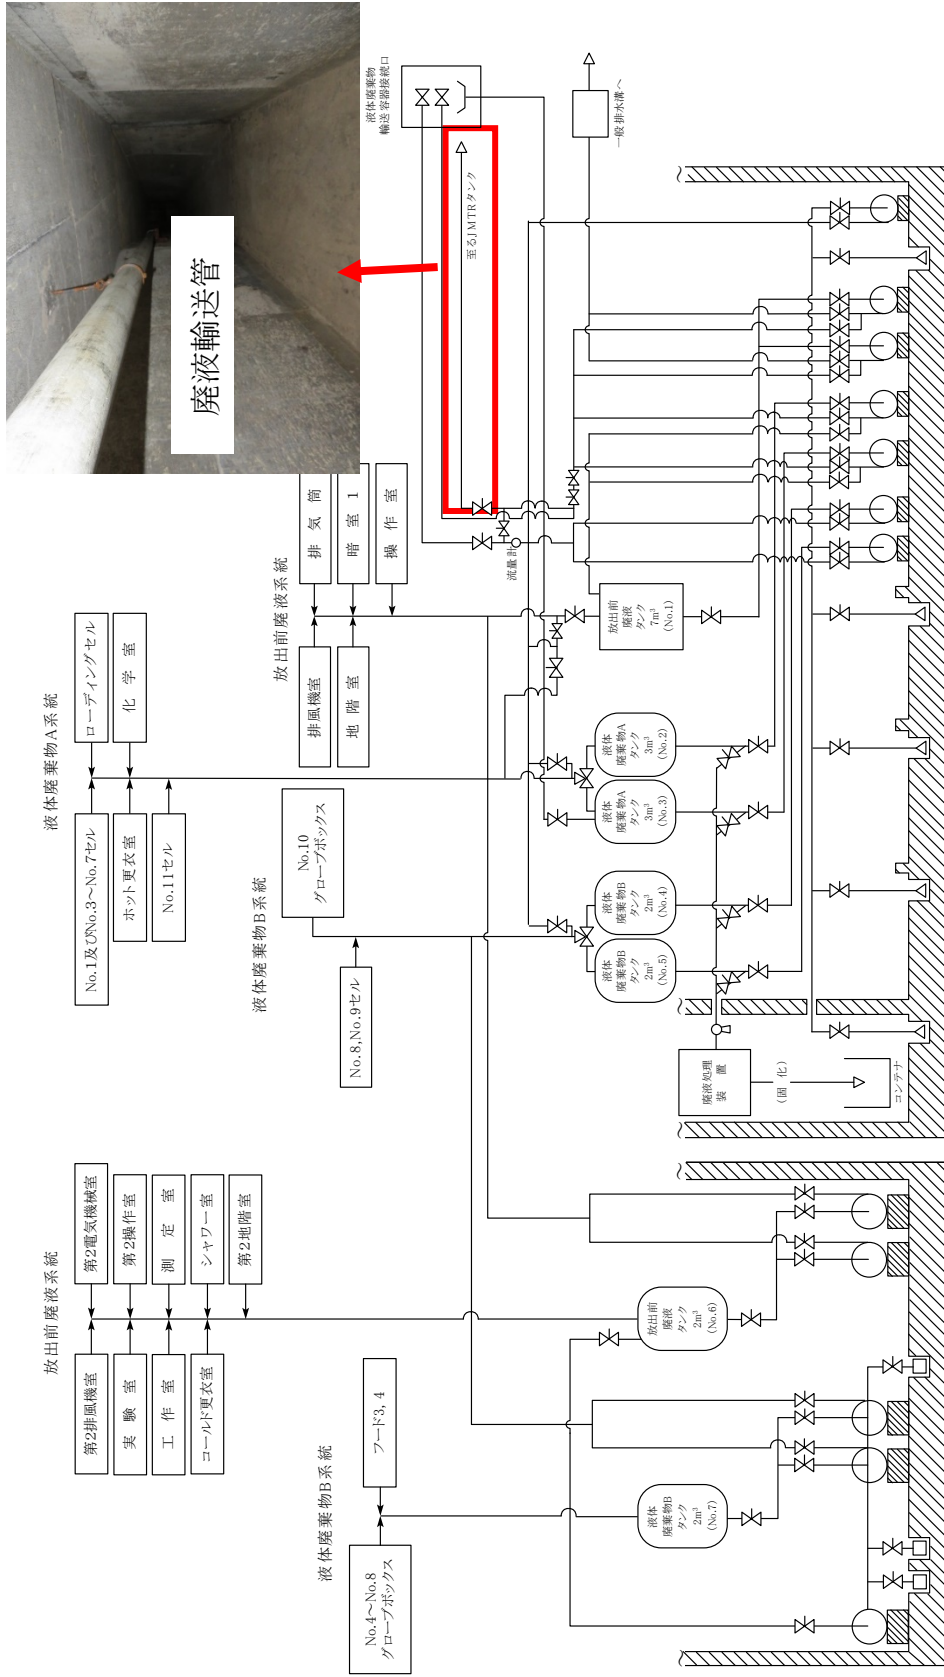 廃液輸送管
液体廃棄物
輸送容器接続口
至るJMTRタンク
一般排水溝へ
流量計
放出前廃液系統
排気筒
暗室1
操作室
排風機室
地階室
放出前
廃液
タンク
7m³
(No.1)
液体廃棄物A系統
ローディングセル
化学室
No.1及びNo.3～No.7セル
ホット更衣室
No.11セル
液体
廃棄物A
タンク
3m³
(No.2)
液体
廃棄物A
タンク
3m³
(No.3)
液体廃棄物B系統
No.10
グローブボックス
No.8,No.9セル
液体
廃棄物B
タンク
2m³
(No.4)
液体
廃棄物B
タンク
2m³
(No.5)
廃液処理
装置
(固化)
コンテナ
放出前廃液系統
第2電気機械室
第2操作室
測定室
シャワー室
第2地階室
第2排風機室
実験室
工作室
コールド更衣室
放出前
廃液
タンク
2m³
(No.6)
液体廃棄物B系統
フード3, 4
No.4～No.8
グローブボックス
液体
廃棄物B
タンク
2m³
(No.7)